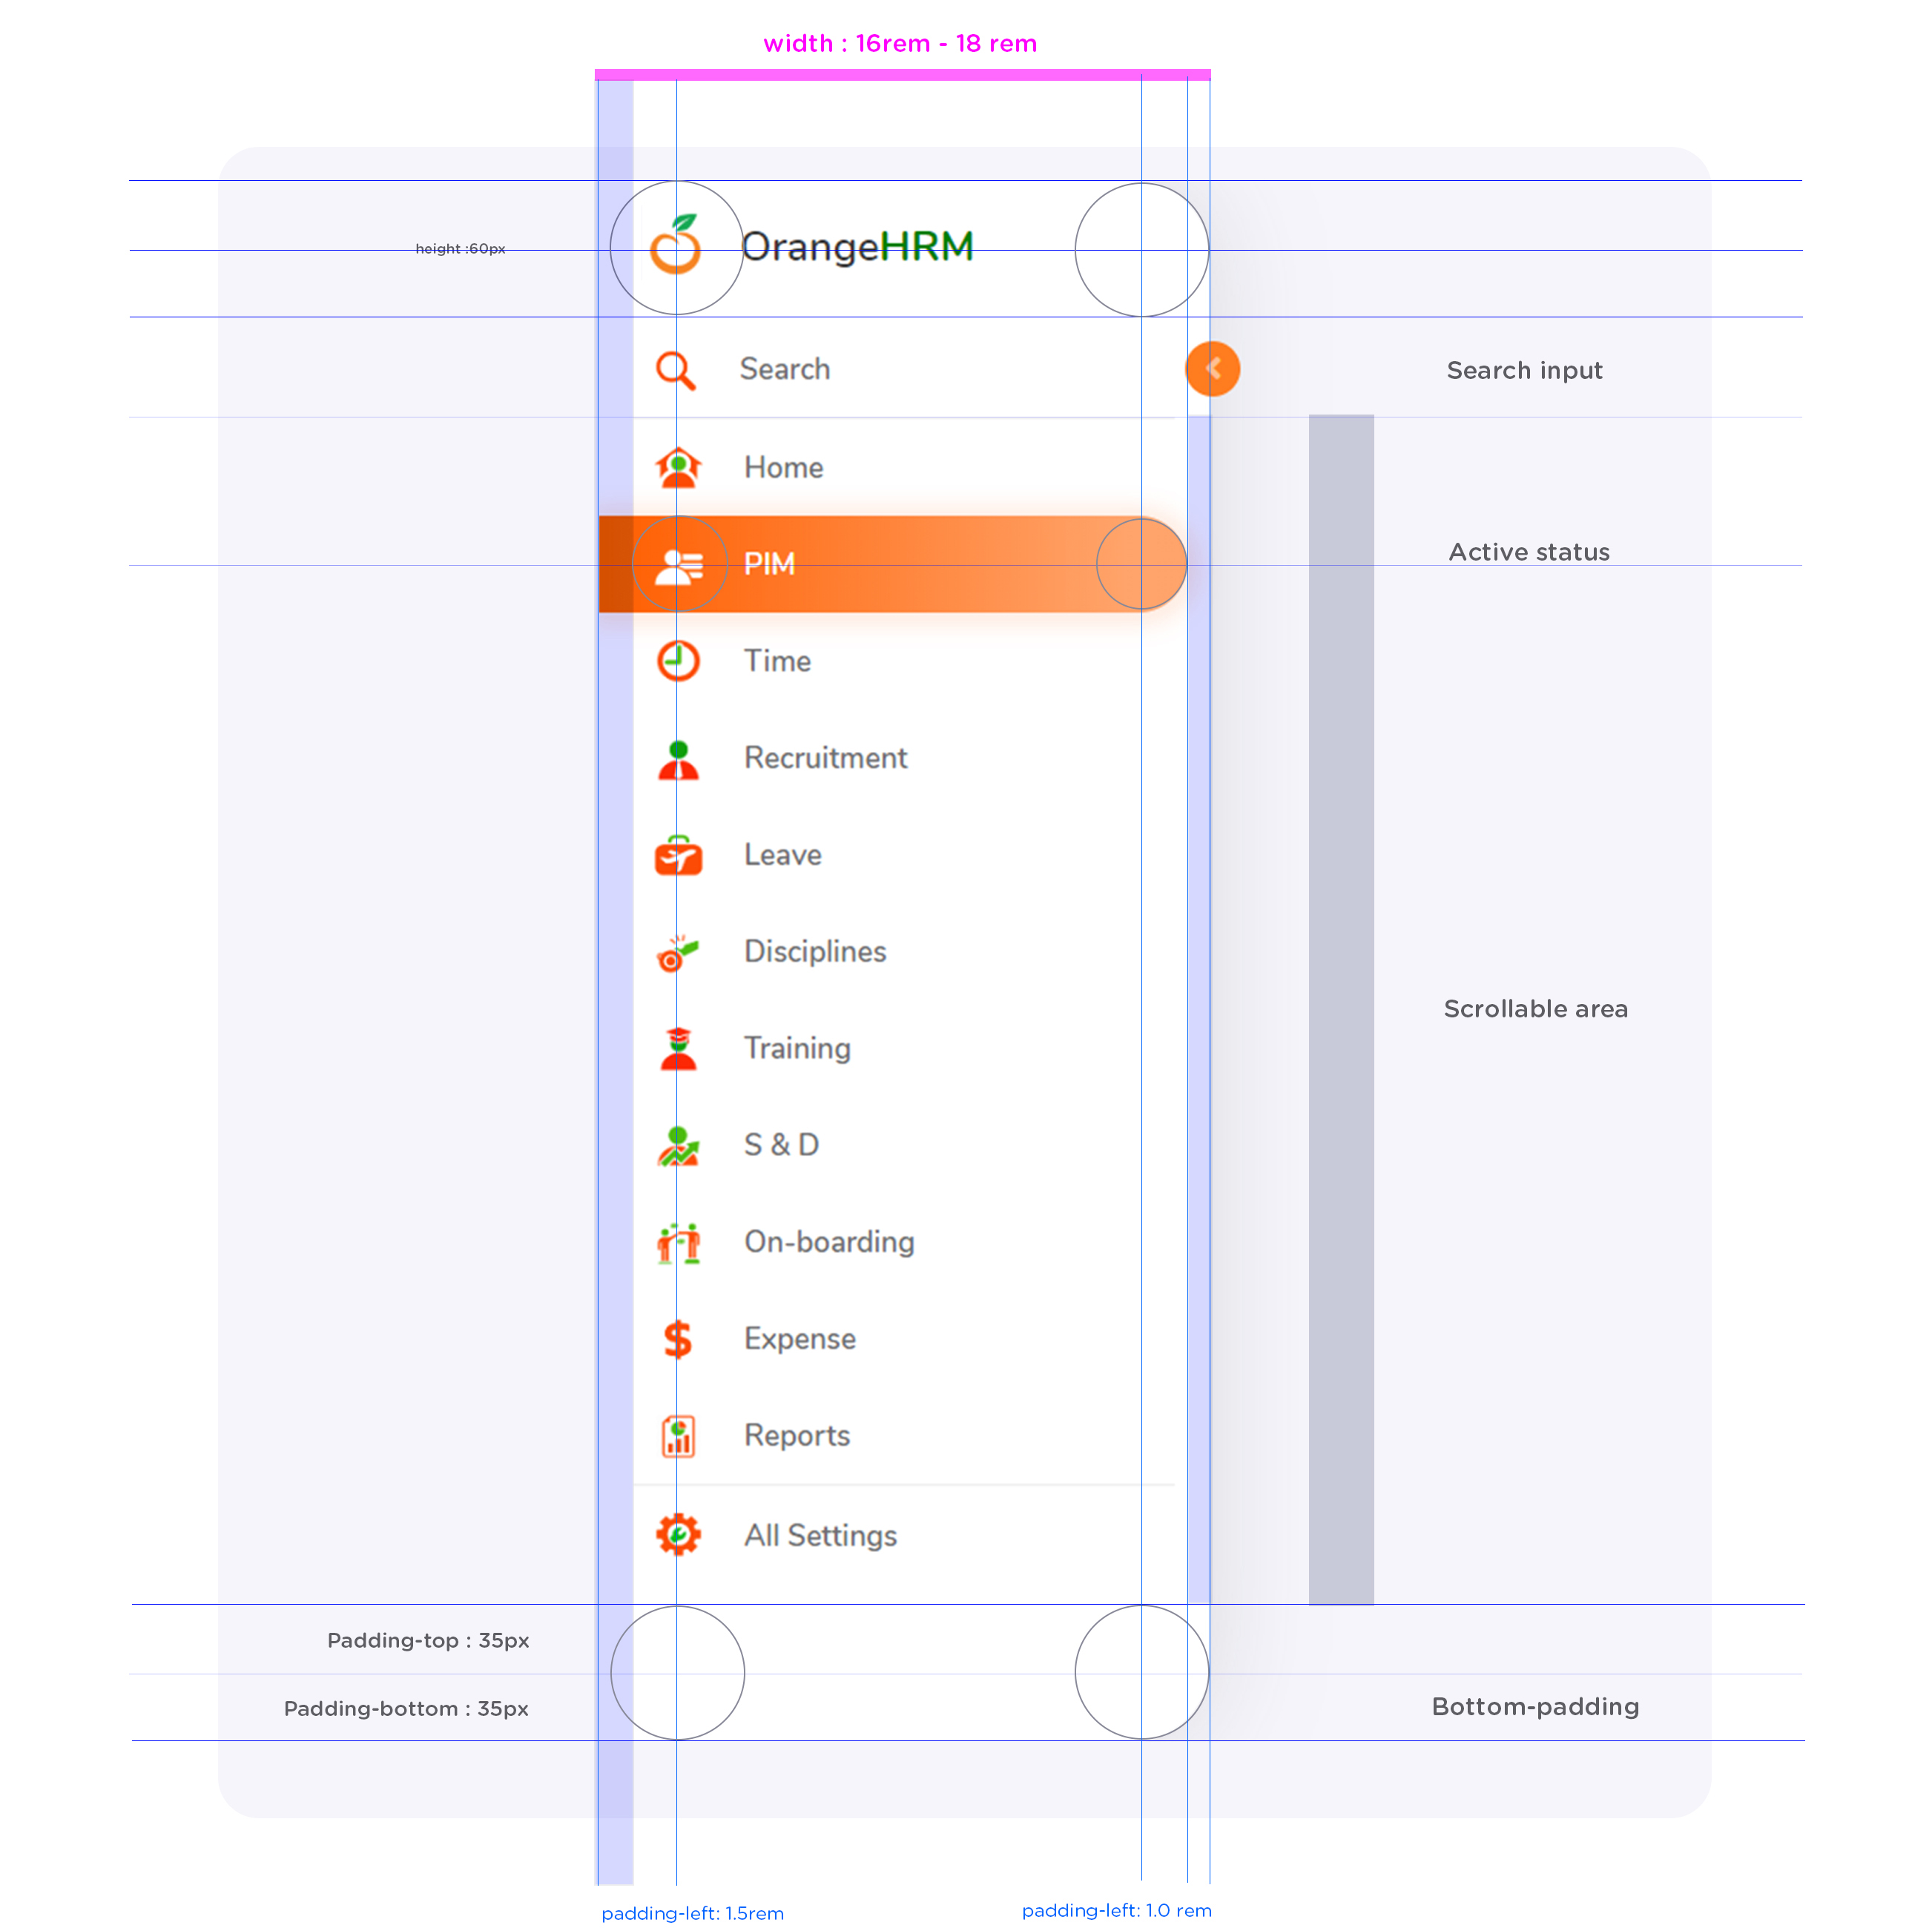 width : 16rem - 18 rem
height :60px
OrangeHRM
Search
Search input
Home
PIM
Active status
Time
Recruitment
Leave
Disciplines
Scrollable area
Training
S & D
On-boarding
Expense
Reports
All Settings
Padding-top : 35px
Padding-bottom : 35px
Bottom-padding
padding-left: 1.5rem
padding-left: 1.0 rem